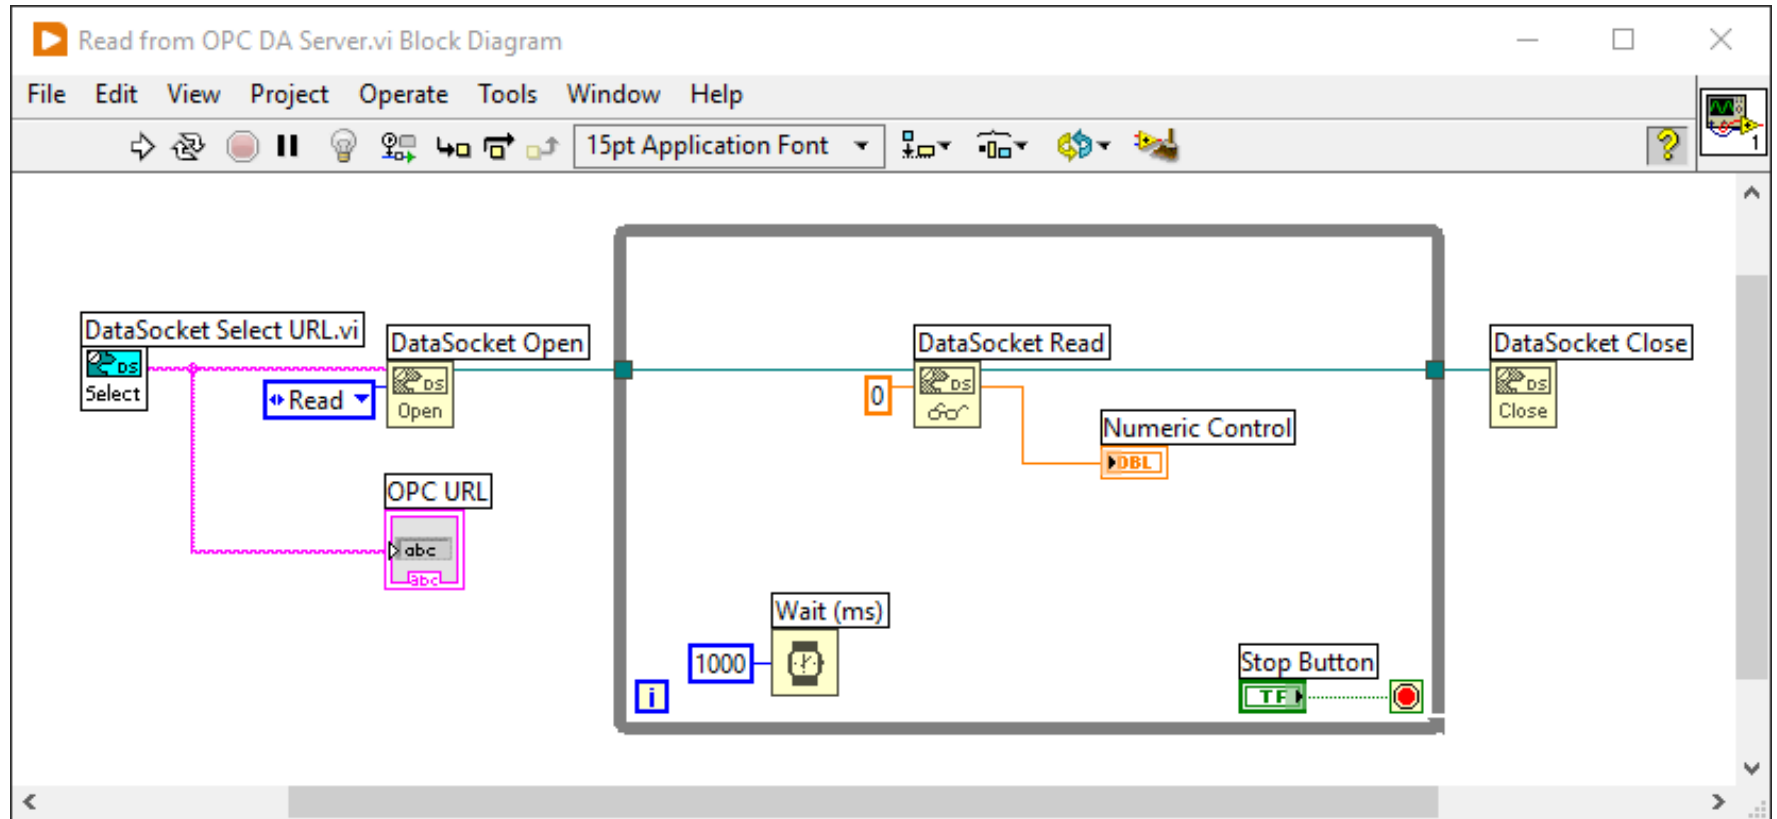 Read from OPC DA Server.vi Block Diagram
File Edit View Project Operate Tools Window Help
15pt Application Font
1
DataSocket Select URL.vi
DS
Select
DataSocket Open
DS
Open
Read
DataSocket Read
DS
0
DataSocket Close
DS
Close
Numeric Control
DBL
OPC URL
abc
abc
Wait (ms)
1000
i
Stop Button
TF